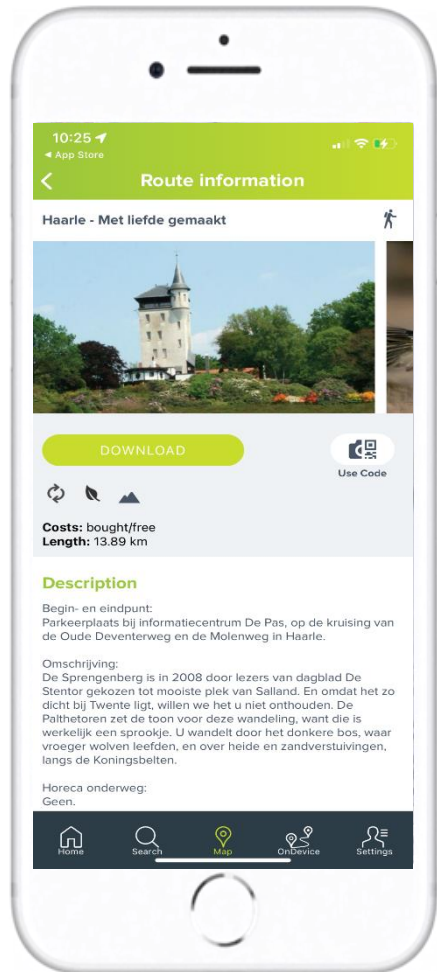 10:25
◄ App Store
Route information
Haarle - Met liefde gemaakt
DOWNLOAD
Use Code
Costs: bought/free
Length: 13.89 km
Description
Begin- en eindpunt:
Parkeerplaats bij informatiecentrum De Pas, op de kruising van
de Oude Deventerweg en de Molenweg in Haarle.
Omschrijving:
De Sprengenberg is in 2008 door lezers van dagblad De
Stentor gekozen tot mooiste plek van Salland. En omdat het zo
dicht bij Twente ligt, willen we het u niet onthouden. De
Palthetoren zet de toon voor deze wandeling, want die is
werkelijk een sprookje. U wandelt door het donkere bos, waar
vroeger wolven leefden, en over heide en zandverstuivingen,
langs de Koningsbelten.
Horeca onderweg:
Geen.
Home Search Map OnDevice Settings